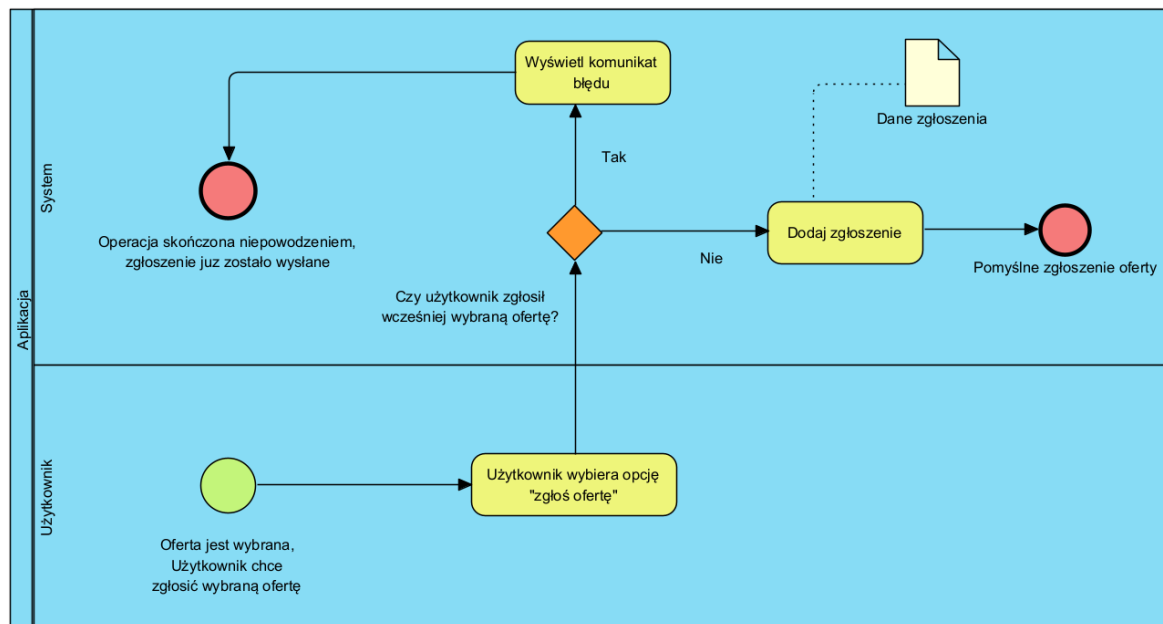 Aplikacja
System
Wyświetl komunikat
błędu
Dane zgłoszenia
Tak
Operacja skończona niepowodzeniem,
zgłoszenie juz zostało wysłane
Dodaj zgłoszenie
Nie
Pomyślne zgłoszenie oferty
Czy użytkownik zgłosił
wcześniej wybraną ofertę?
Użytkownik
Użytkownik wybiera opcję
"zgłoś ofertę"
Oferta jest wybrana,
Użytkownik chce
zgłosić wybraną ofertę